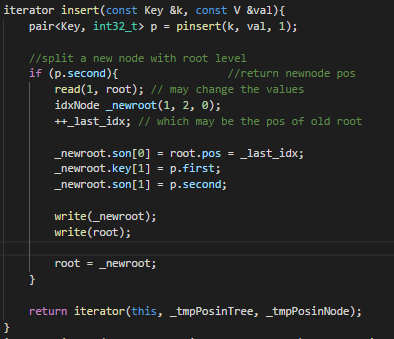 iterator insert(const Key &k, const V &val){
    pair<Key, int32_t> p = pinsert(k, val, 1);
    //split a new node with root level
    if (p.second){                //return newnode pos
        read(1, root); // may change the values
        idxNode _newroot(1, 2, 0);
        ++_last_idx; // which may be the pos of old root
        _newroot.son[0] = root.pos = _last_idx;
        _newroot.key[1] = p.first;
        _newroot.son[1] = p.second;
        write(_newroot);
        write(root);
        root = _newroot;
    }
    return iterator(this, _tmpPosinTree, _tmpPosinNode);
}